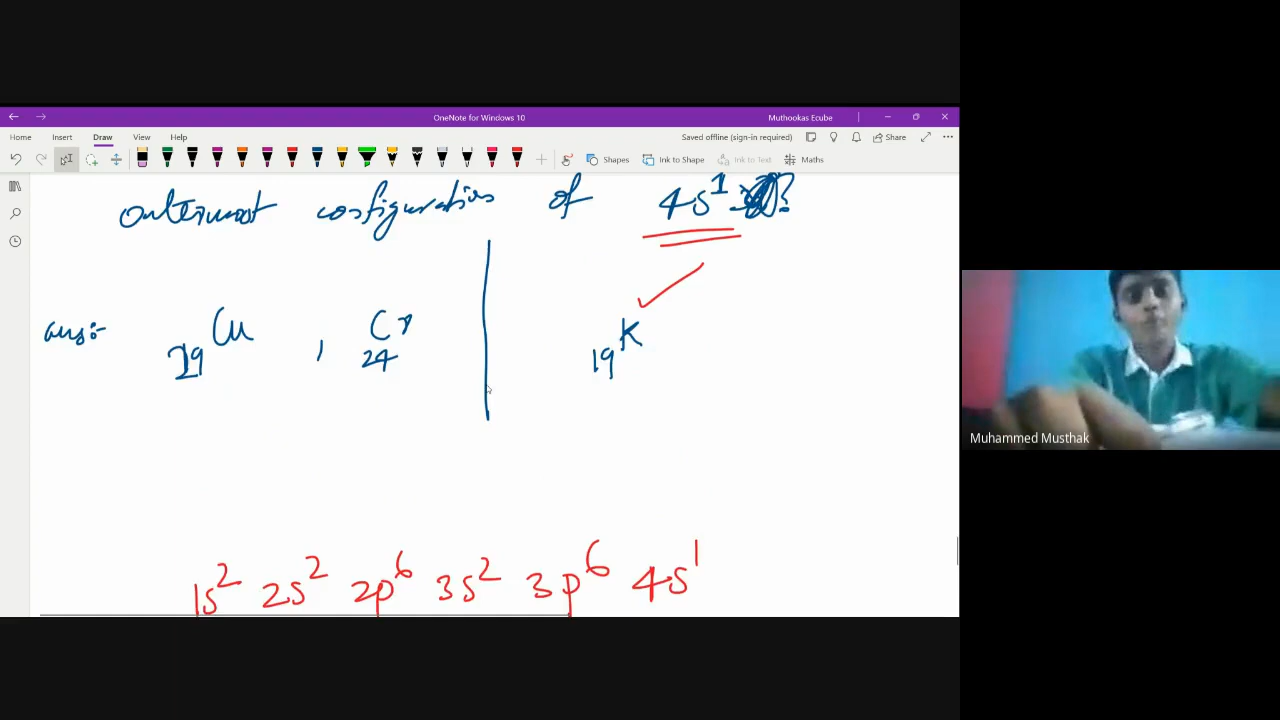 OneNote for Windows 10
Muthookas Ecube
Home Insert Draw View Help
Saved offline (sign-in required)
Share
Shapes
Ink to Shape
Ink to Text
Maths
outermost configuration of 4s¹ ?
ans:- ₂₉Cu , ₂₄Cr ₁₉K
1s² 2s² 2p⁶ 3s² 3p⁶ 4s¹
Muhammed Musthak